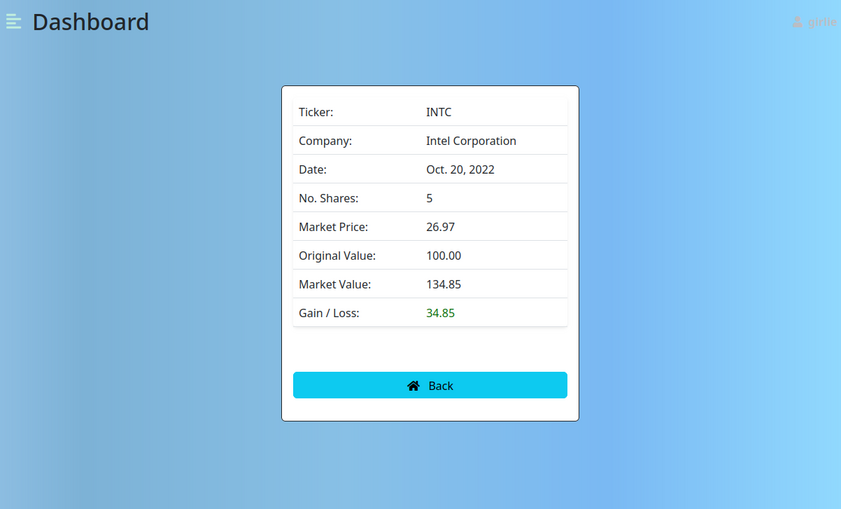 Dashboard
girlie
Ticker: INTC
Company: Intel Corporation
Date: Oct. 20, 2022
No. Shares: 5
Market Price: 26.97
Original Value: 100.00
Market Value: 134.85
Gain / Loss: 34.85
Back